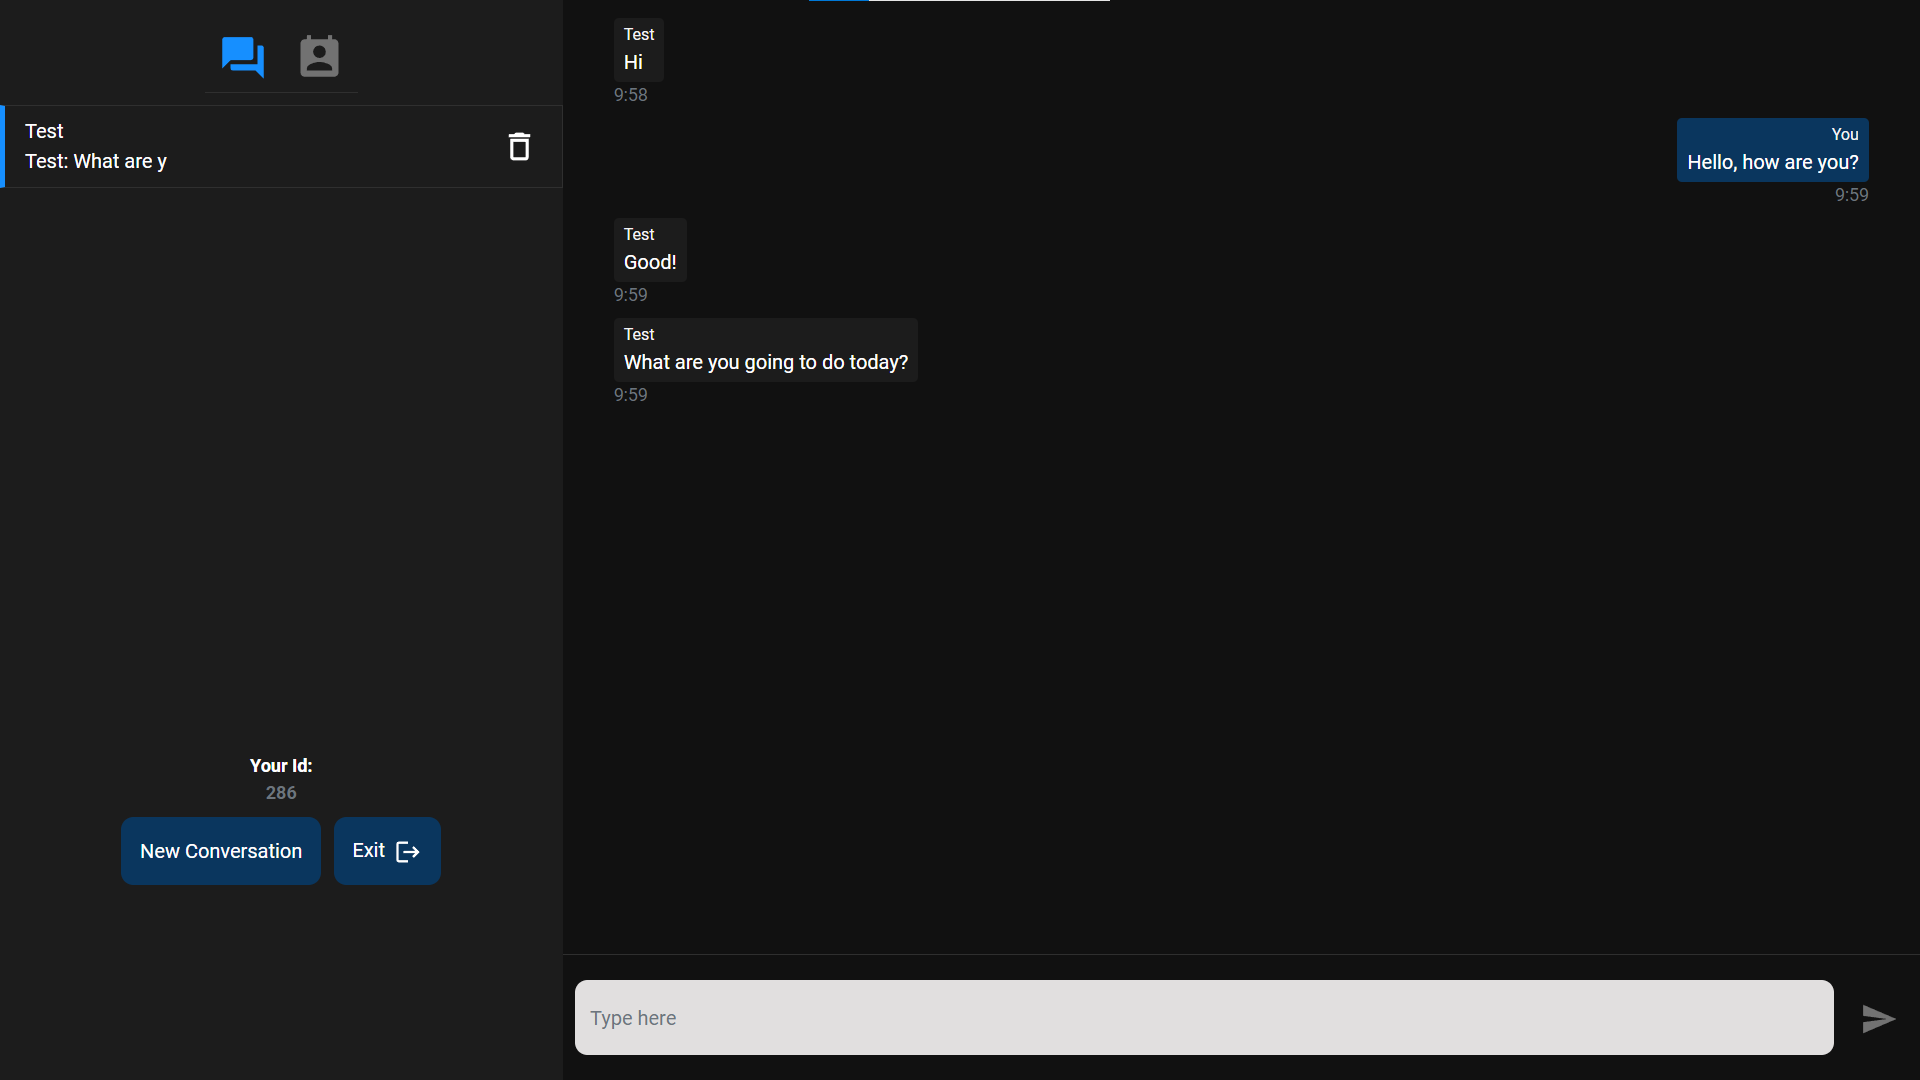 Test
Test: What are y
Your Id:
286
New Conversation
Exit
Test
Hi
9:58
You
Hello, how are you?
9:59
Test
Good!
9:59
Test
What are you going to do today?
9:59
Type here